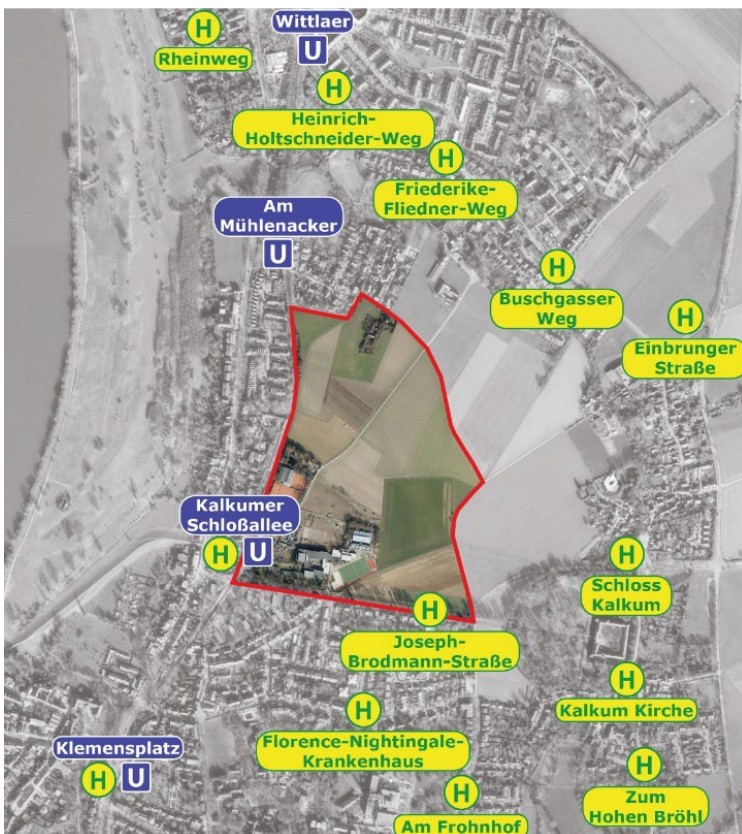 Wittlaer
U
H
Rheinweg
H
Heinrich-
Holtschneider-Weg
H
Friederike-
Fliedner-Weg
Am
Mühlenacker
U
H
Buschgasser
Weg
H
Einbrunger
Straße
Kalkumer
Schloßallee
H
U
H
Schloss
Kalkum
H
Joseph-
Brodmann-Straße
H
Kalkum Kirche
H
Florence-Nightingale-
Krankenhaus
Klemensplatz
H
U
H
Am Frohnhof
H
Zum
Hohen Bröhl